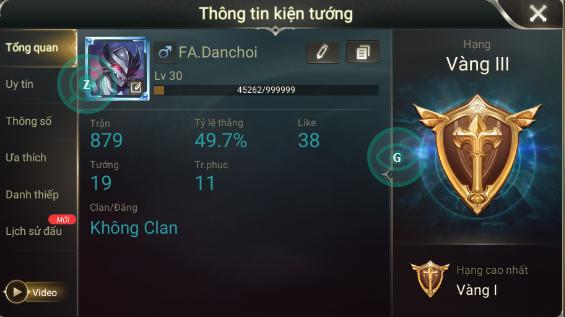 Thông tin kiện tướng
Tổng quan
Uy tín
Thông số
Ưa thích
Danh thiếp
Lịch sử đấu
MỚI
Video
Z
FA.Danchoi
Lv 30
45262/999999
Trận
Tỷ lệ thắng
Like
879
49.7%
38
Tướng
Tr.phục
19
11
Clan/Đảng
Không Clan
G
Hạng
Vàng III
Hạng cao nhất
Vàng I